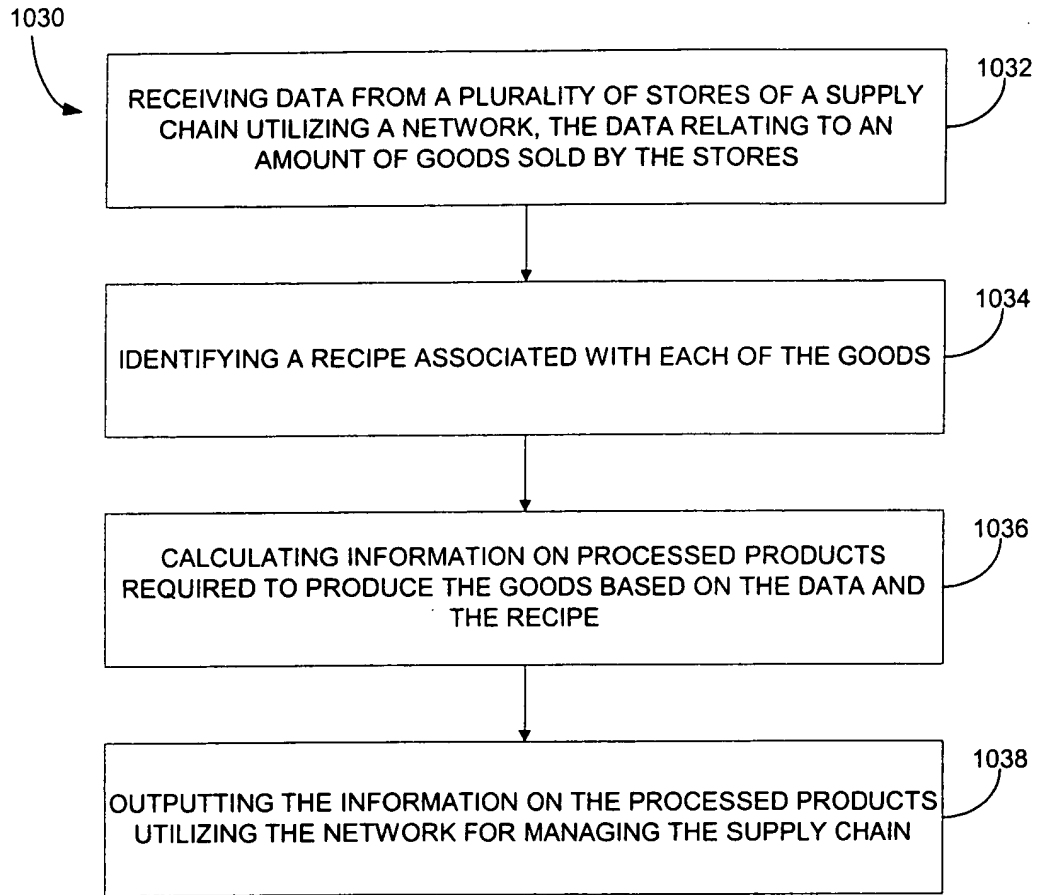 1030
1032
RECEIVING DATA FROM A PLURALITY OF STORES OF A SUPPLY
CHAIN UTILIZING A NETWORK, THE DATA RELATING TO AN
AMOUNT OF GOODS SOLD BY THE STORES
1034
IDENTIFYING A RECIPE ASSOCIATED WITH EACH OF THE GOODS
1036
CALCULATING INFORMATION ON PROCESSED PRODUCTS
REQUIRED TO PRODUCE THE GOODS BASED ON THE DATA AND
THE RECIPE
1038
OUTPUTTING THE INFORMATION ON THE PROCESSED PRODUCTS
UTILIZING THE NETWORK FOR MANAGING THE SUPPLY CHAIN